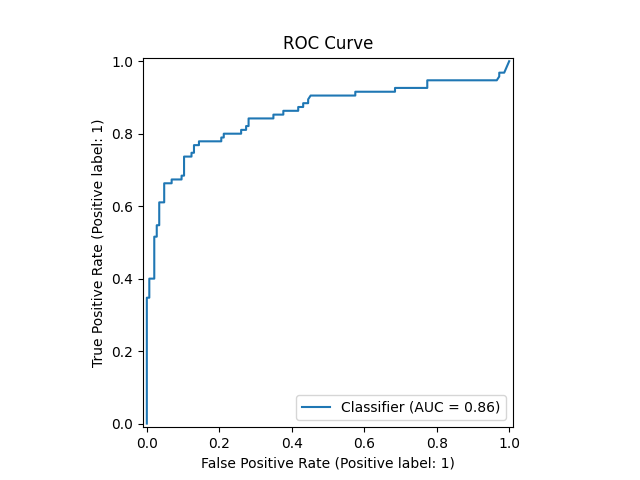 ROC Curve
True Positive Rate (Positive label: 1)
1.0
0.8
0.6
0.4
0.2
0.0
0.0 0.2 0.4 0.6 0.8 1.0
False Positive Rate (Positive label: 1)
Classifier (AUC = 0.86)